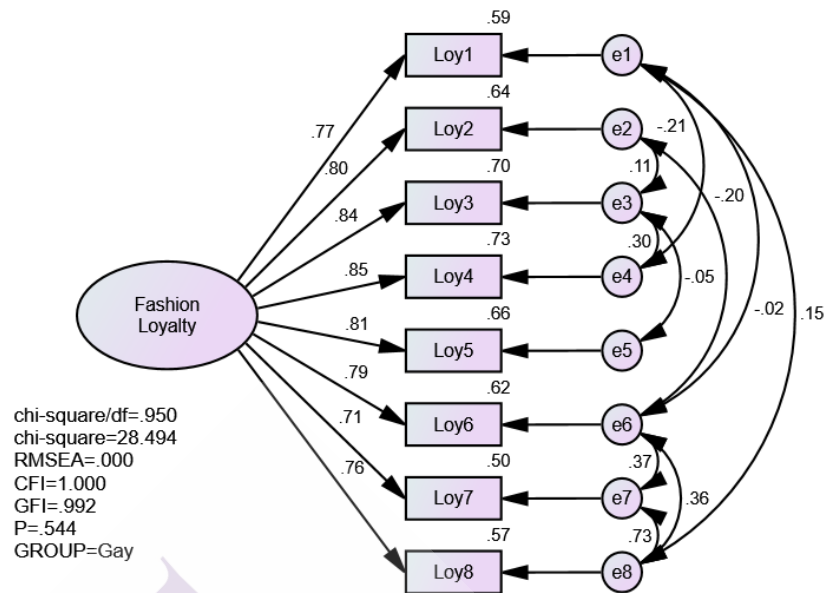 .59
Loy1
e1
.77
.64
Loy2
e2
-.21
.80
.11
.70
Loy3
e3
-.20
.84
.30
.73
Loy4
e4
.85
-.05
Fashion
Loyalty
.66
Loy5
e5
-.02
.15
.81
.79
.62
Loy6
e6
.71
.37
.50
Loy7
e7
.36
.76
.73
.57
Loy8
e8
chi-square/df=.950
chi-square=28.494
RMSEA=.000
CFI=1.000
GFI=.992
P=.544
GROUP=Gay